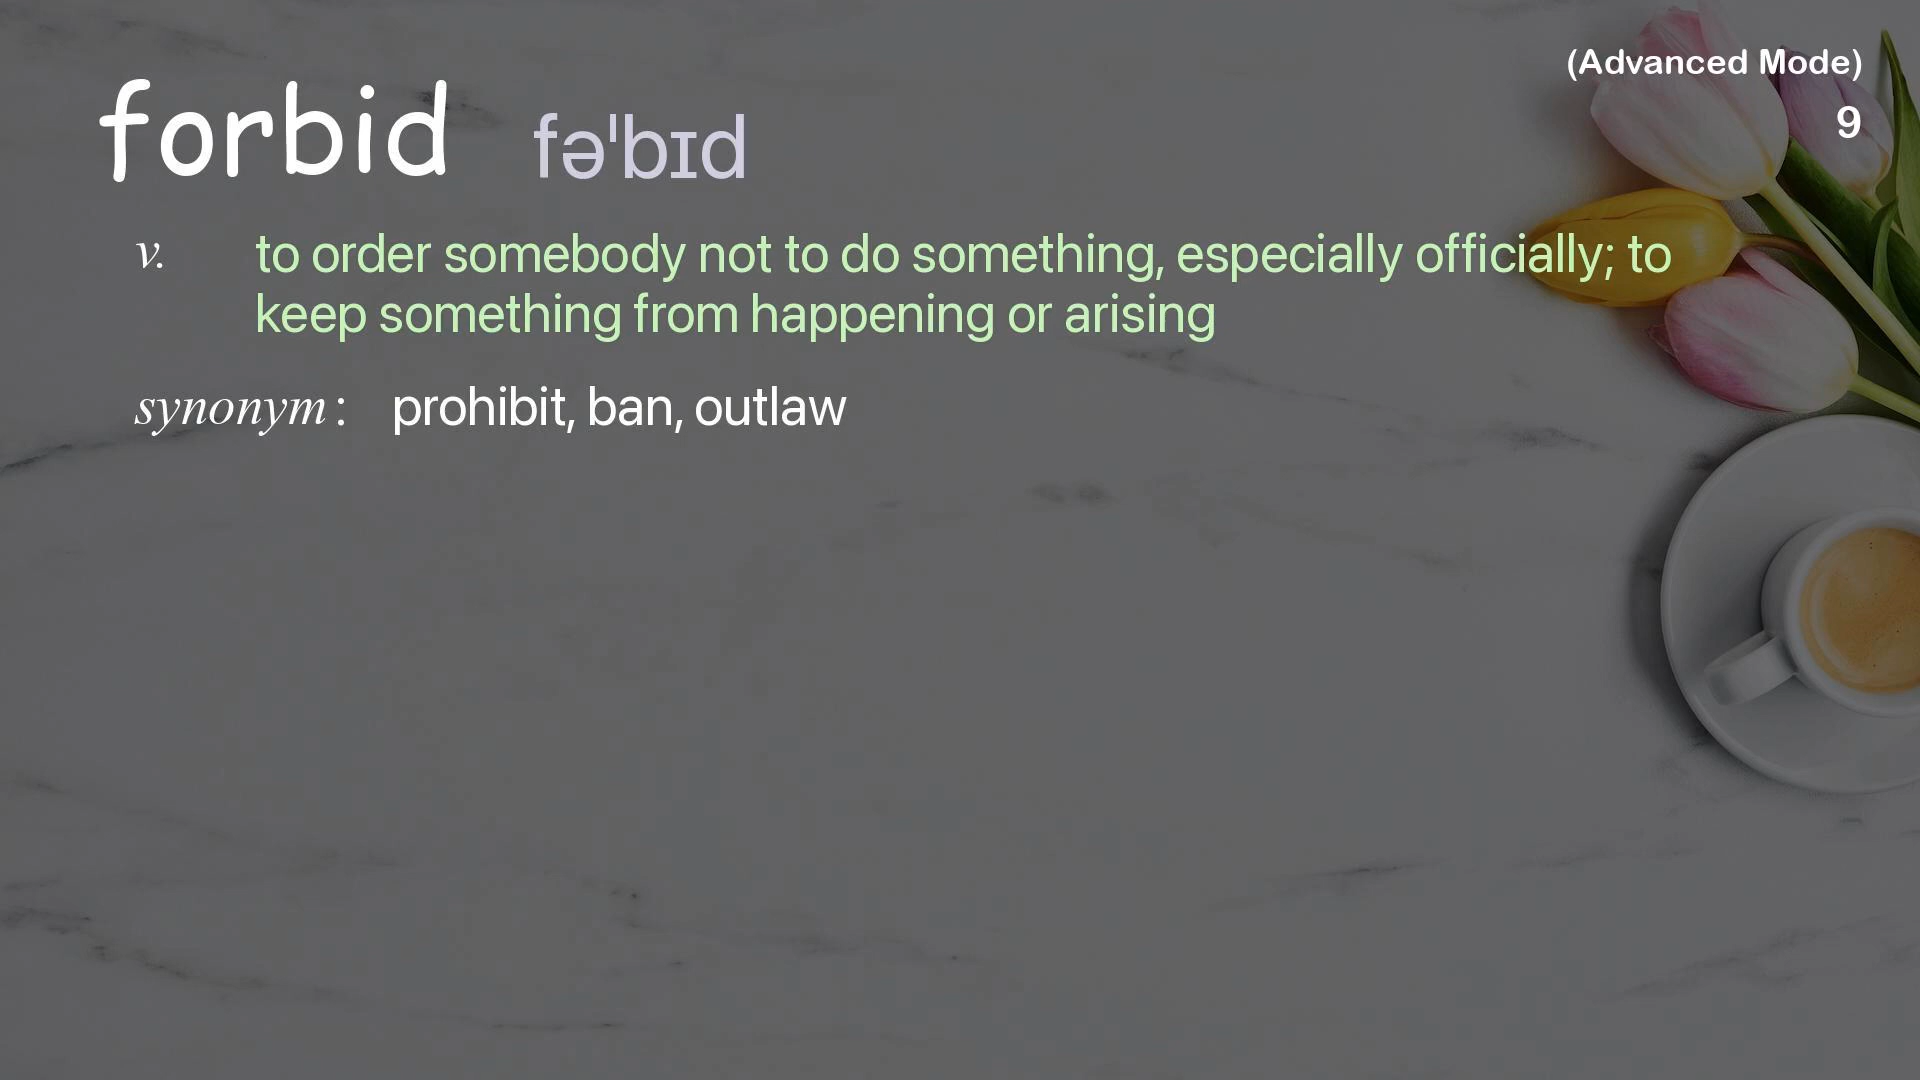 (Advanced Mode)
9
forbid fə'bɪd
v. to order somebody not to do something, especially officially; to
keep something from happening or arising
synonym : prohibit, ban, outlaw